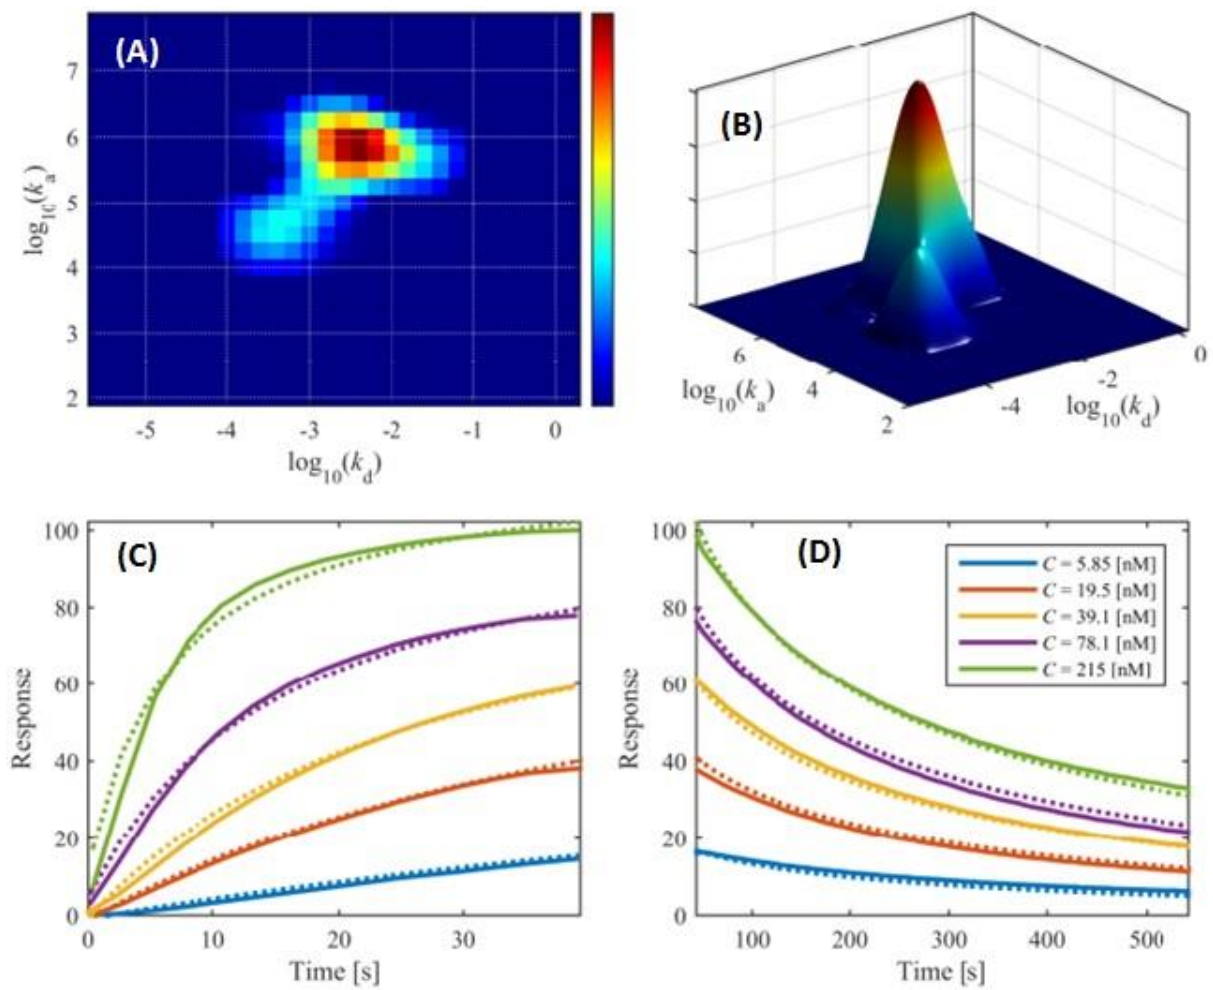 (A)
7
6
5
4
3
2
log10(ka)
-5 -4 -3 -2 -1 0
log10(kd)
(B)
6
4
2
log10(ka)
-4
-2
0
log10(kd)
(C)
100
80
60
40
20
0
Response
0 10 20 30
Time [s]
(D)
100
80
60
40
20
0
Response
100 200 300 400 500
Time [s]
C = 5.85 [nM]
C = 19.5 [nM]
C = 39.1 [nM]
C = 78.1 [nM]
C = 215 [nM]